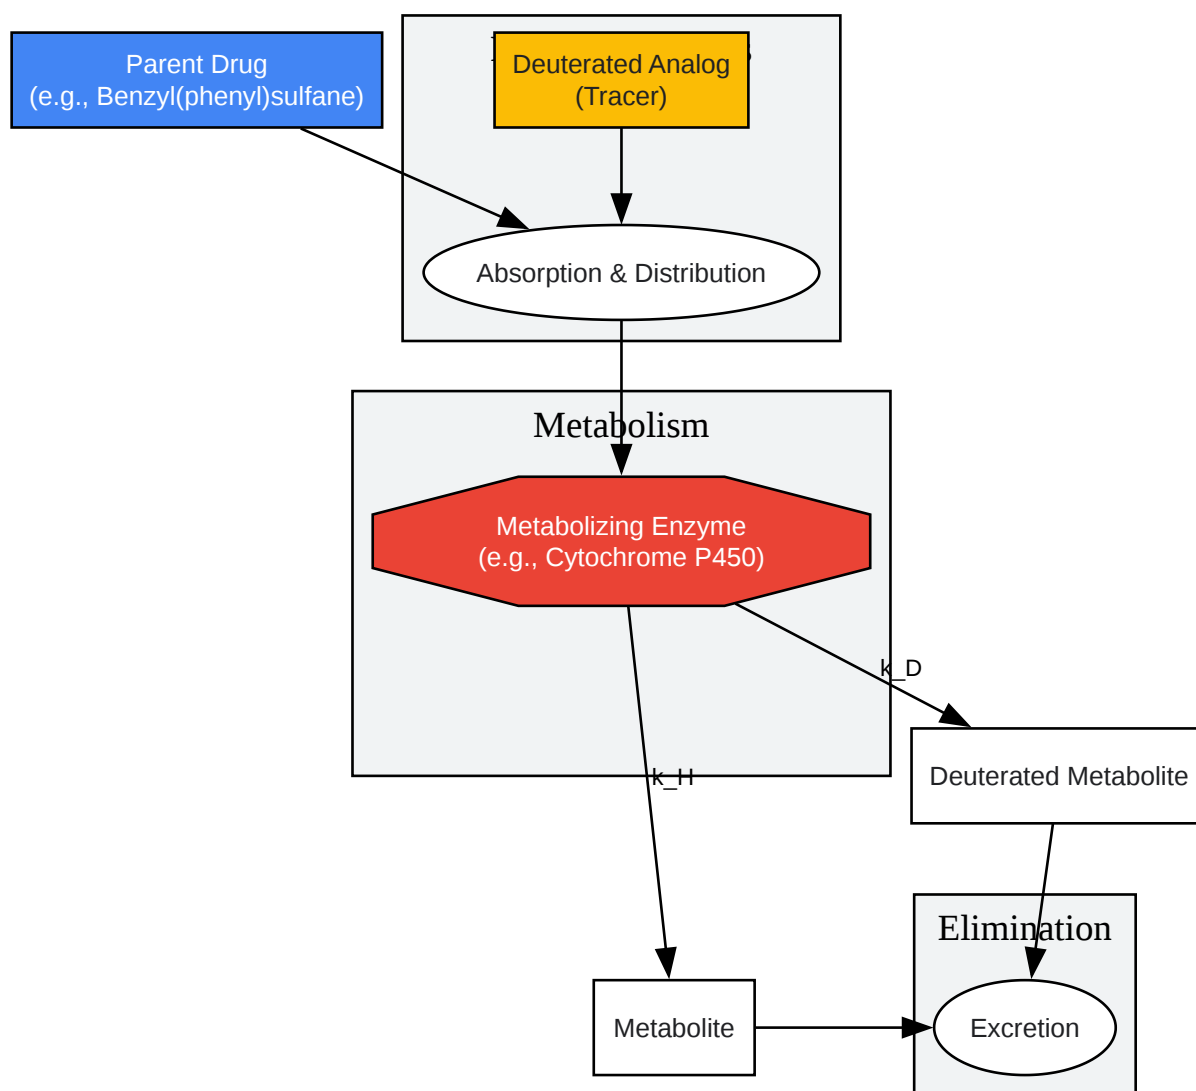 Parent Drug
(e.g., Benzyl(phenyl)sulfane)
Deuterated Analog
(Tracer)
Absorption & Distribution
Metabolism
Metabolizing Enzyme
(e.g., Cytochrome P450)
k_D
k_H
Deuterated Metabolite
Elimination
Metabolite
Excretion